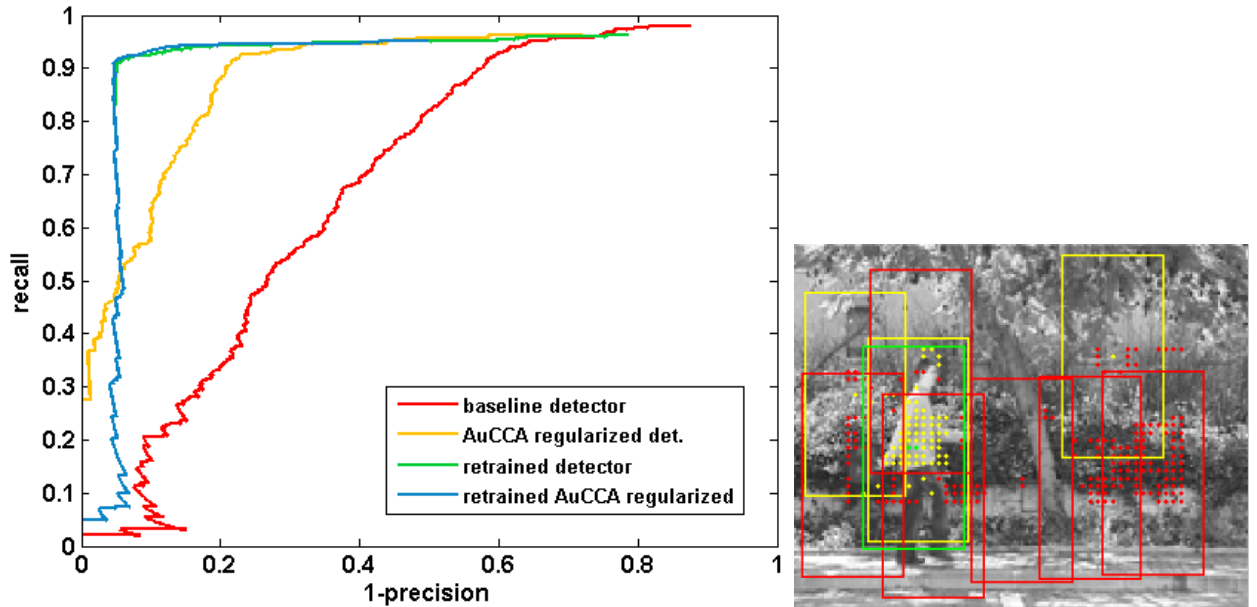 1
0.9
0.8
0.7
0.6
0.5
0.4
0.3
0.2
0.1
0
recall
baseline detector
AuCCA regularized det.
retrained detector
retrained AuCCA regularized
0 0.2 0.4 0.6 0.8 1
1-precision